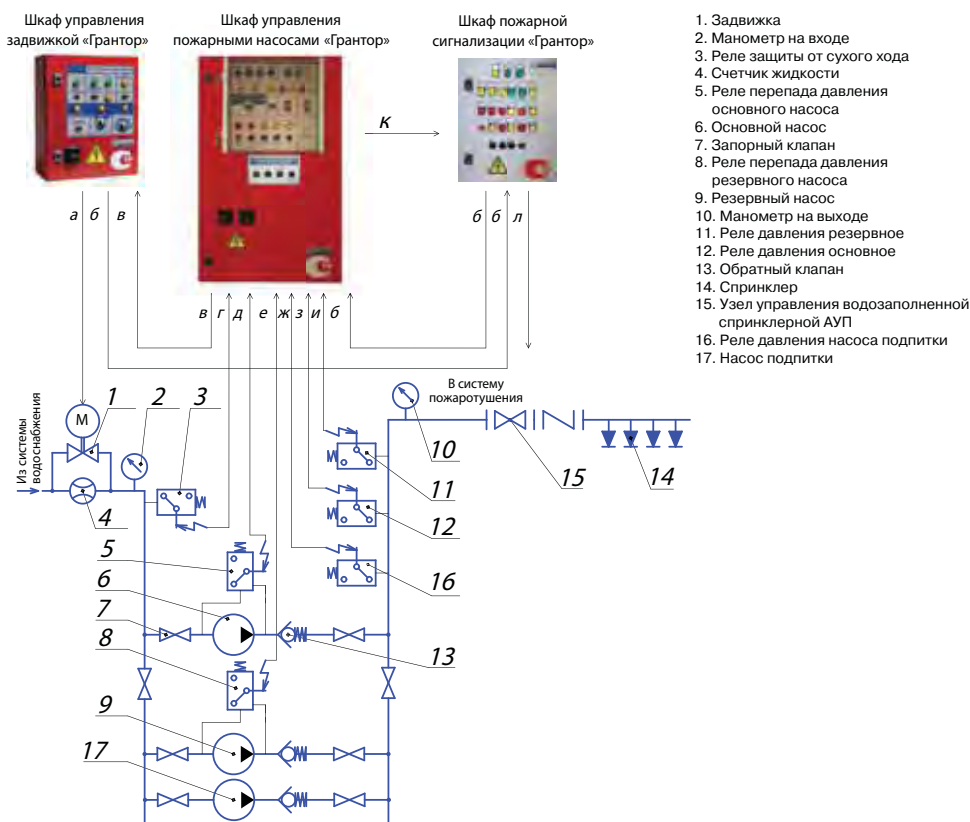 Шкаф управления
задвижкой «Грантор»
Шкаф управления
пожарными насосами «Грантор»
Шкаф пожарной
сигнализации «Грантор»
1. Задвижка
2. Манометр на входе
3. Реле защиты от сухого хода
4. Счетчик жидкости
5. Реле перепада давления
основного насоса
6. Основной насос
7. Запорный клапан
8. Реле перепада давления
резервного насоса
9. Резервный насос
10. Манометр на выходе
11. Реле давления резервное
12. Реле давления основное
13. Обратный клапан
14. Спринклер
15. Узел управления водозаполненной
спринклерной АУП
16. Реле давления насоса подпитки
17. Насос подпитки
к
а б в
б б л
в г д е ж з и б
Из системы
водоснабжения
М
1
2
3
4
В систему
пожаротушения
10
11
12
15
14
5
16
6
7
8
13
9
17